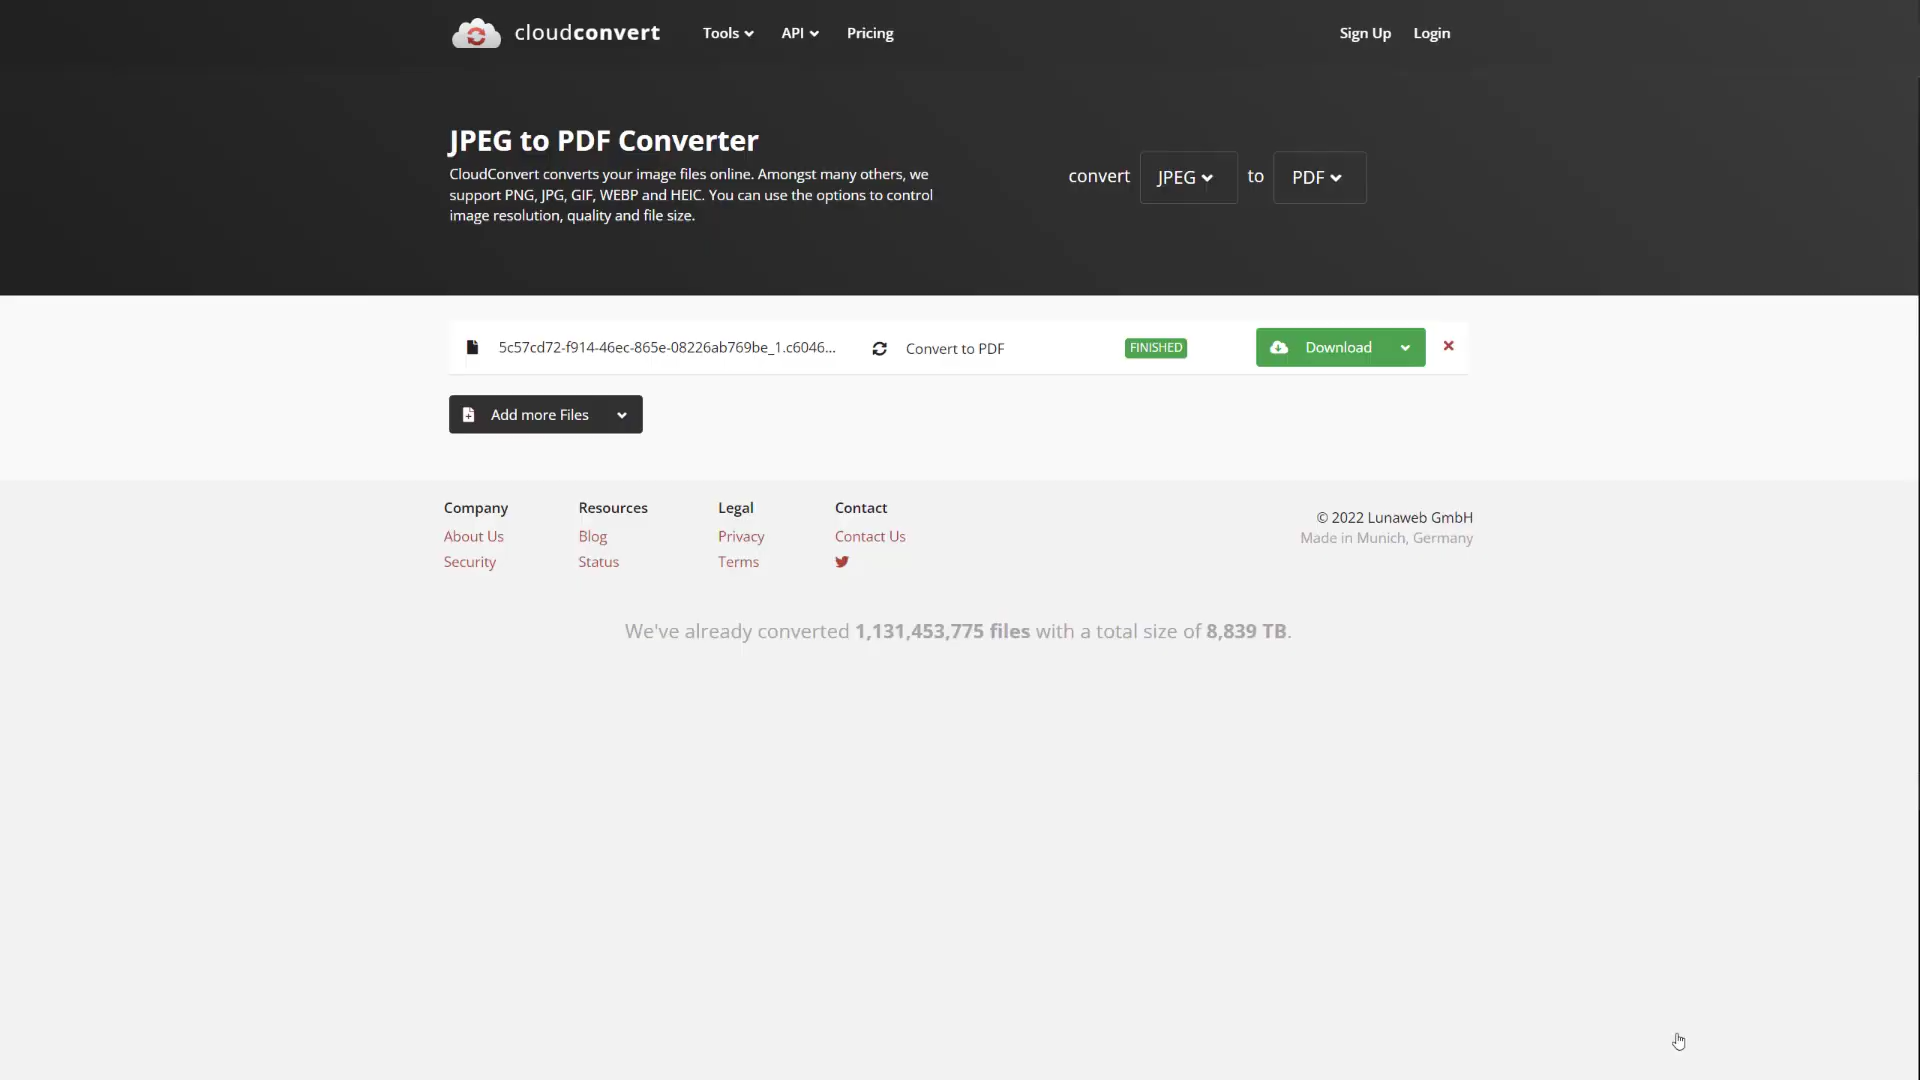 cloudconvert
Tools
API
Pricing
Sign Up
Login
JPEG to PDF Converter
CloudConvert converts your image files online. Amongst many others, we
support PNG, JPG, GIF, WEBP and HEIC. You can use the options to control
image resolution, quality and file size.
convert JPEG to PDF
5c57cd72-f914-46ec-865e-08226ab769be_1.c6046...
Convert to PDF
FINISHED
Download
Add more Files
Company
About Us
Security
Resources
Blog
Status
Legal
Privacy
Terms
Contact
Contact Us
© 2022 Lunaweb GmbH
Made in Munich, Germany
We've already converted 1,131,453,775 files with a total size of 8,839 TB.